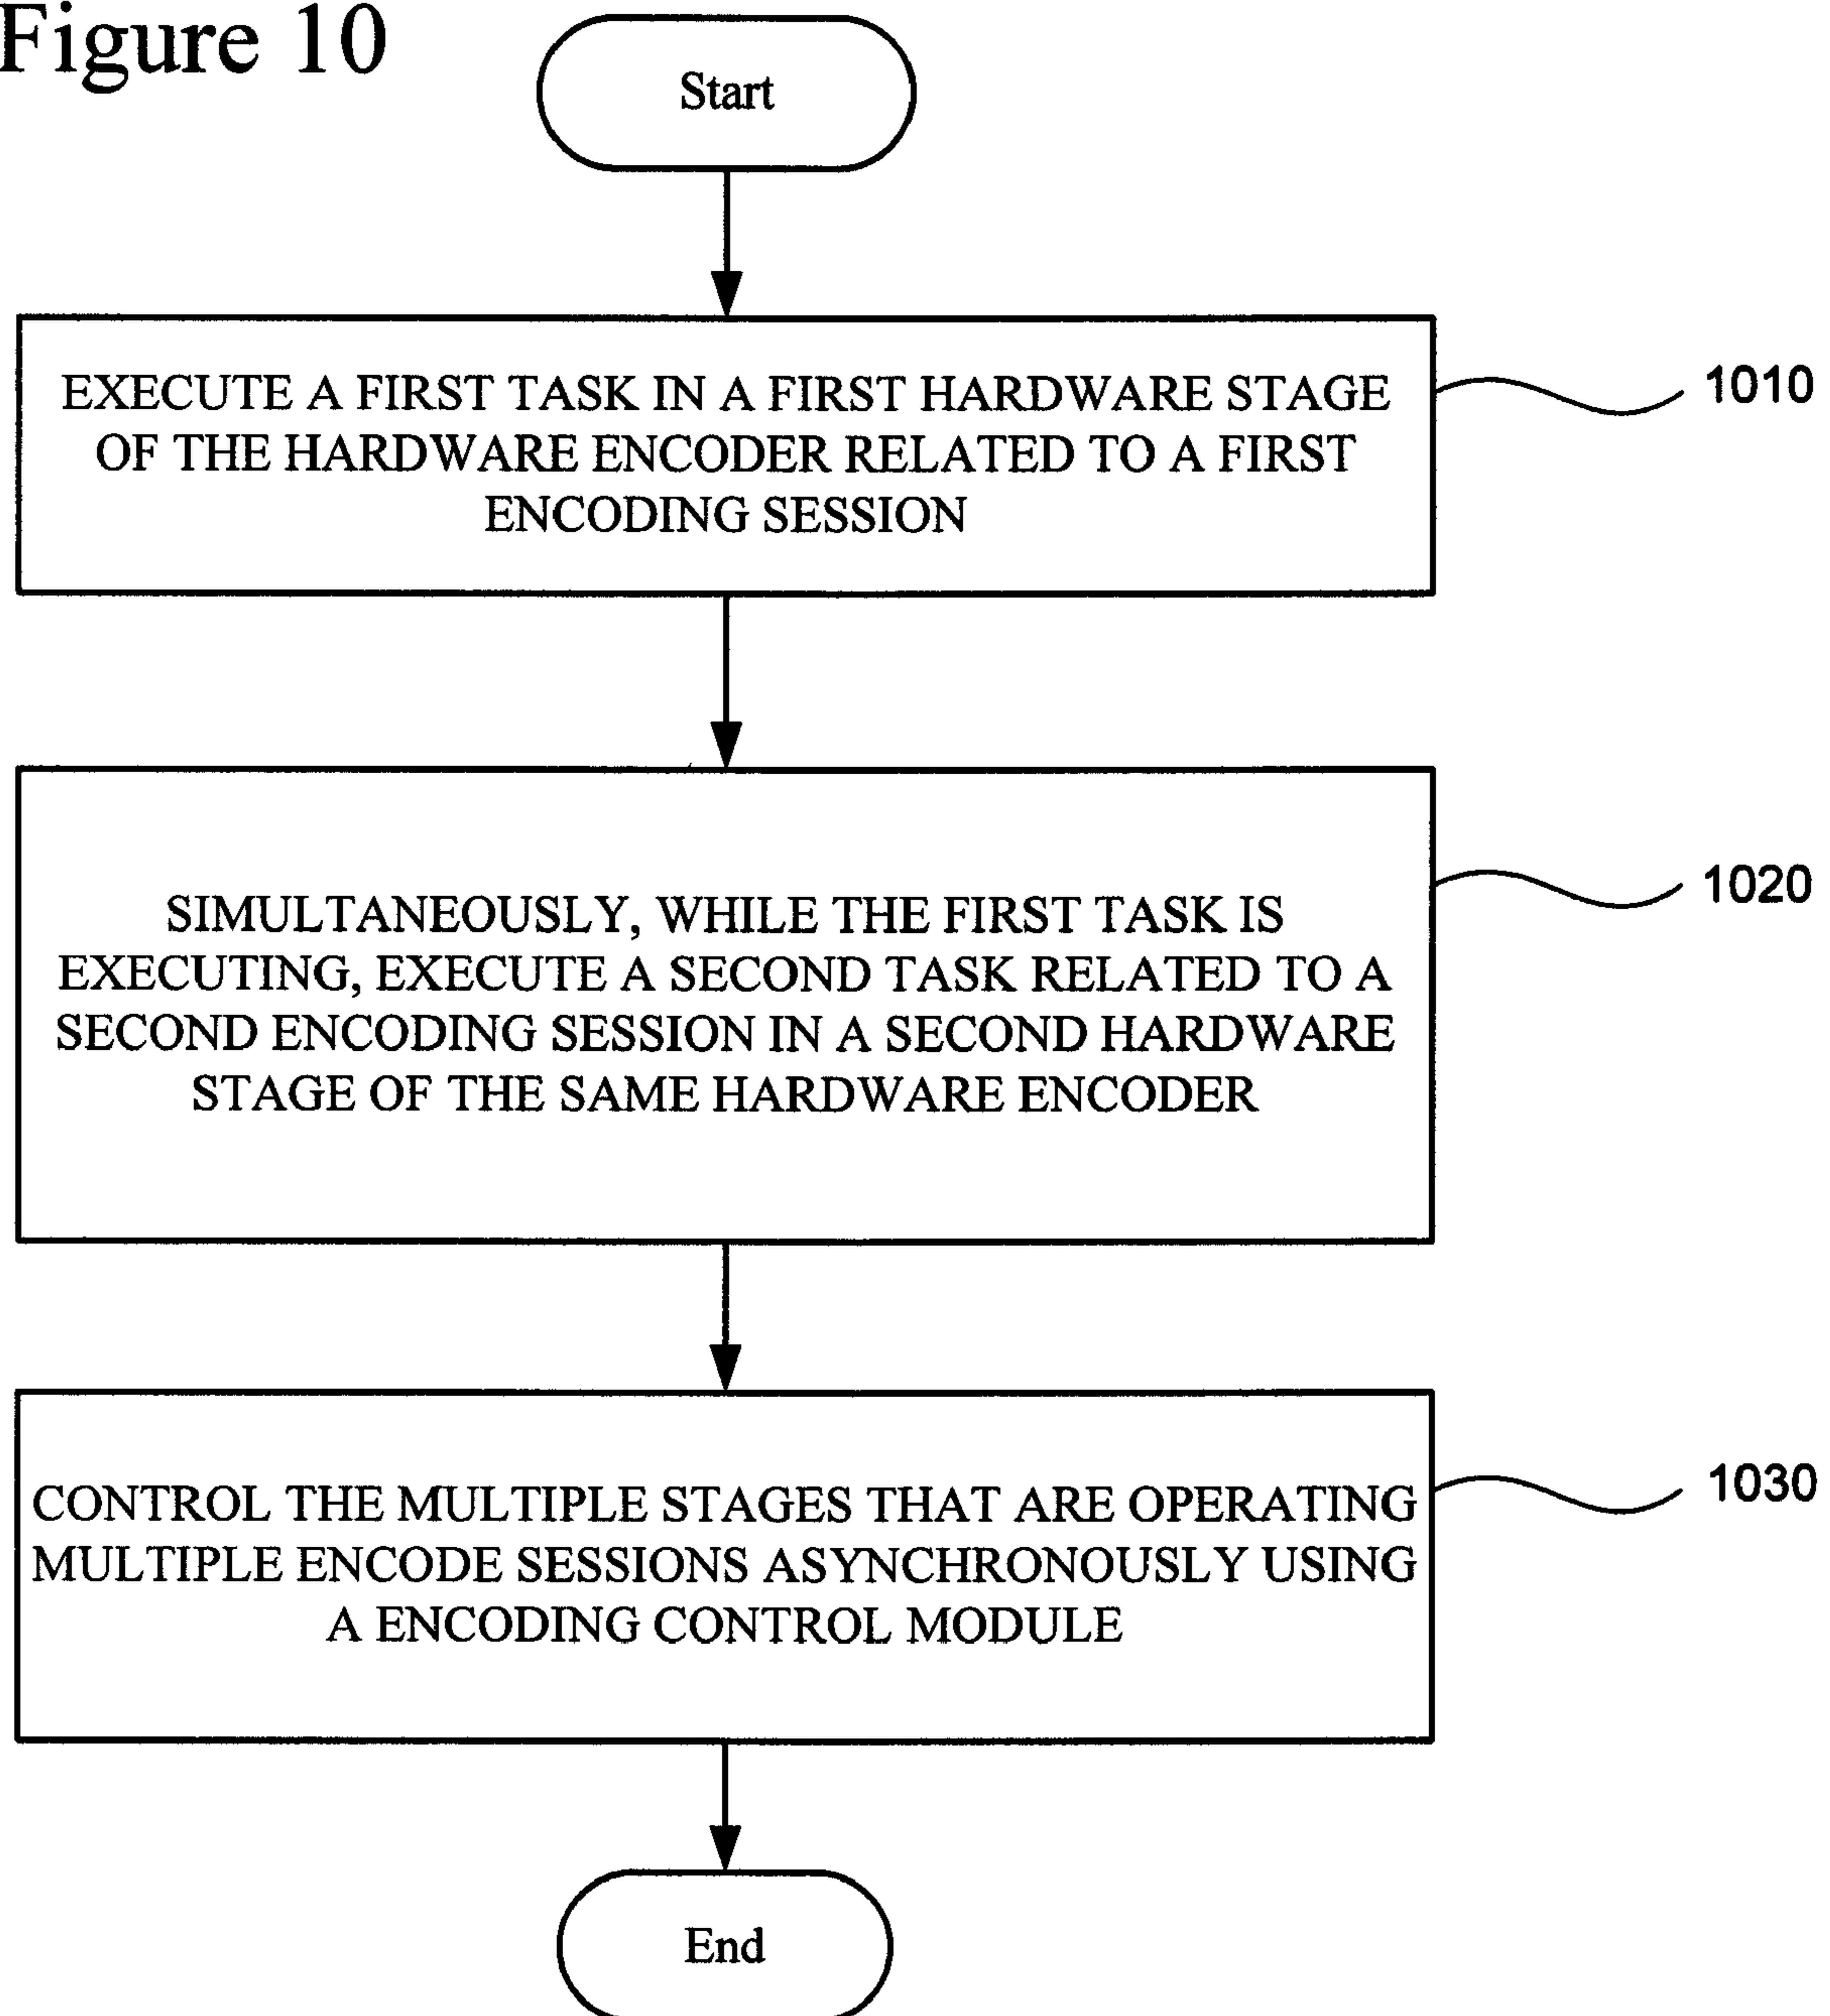 Figure 10
Start
EXECUTE A FIRST TASK IN A FIRST HARDWARE STAGE
OF THE HARDWARE ENCODER RELATED TO A FIRST
ENCODING SESSION
1010
SIMULTANEOUSLY, WHILE THE FIRST TASK IS
EXECUTING, EXECUTE A SECOND TASK RELATED TO A
SECOND ENCODING SESSION IN A SECOND HARDWARE
STAGE OF THE SAME HARDWARE ENCODER
1020
CONTROL THE MULTIPLE STAGES THAT ARE OPERATING
MULTIPLE ENCODE SESSIONS ASYNCHRONOUSLY USING
A ENCODING CONTROL MODULE
1030
End